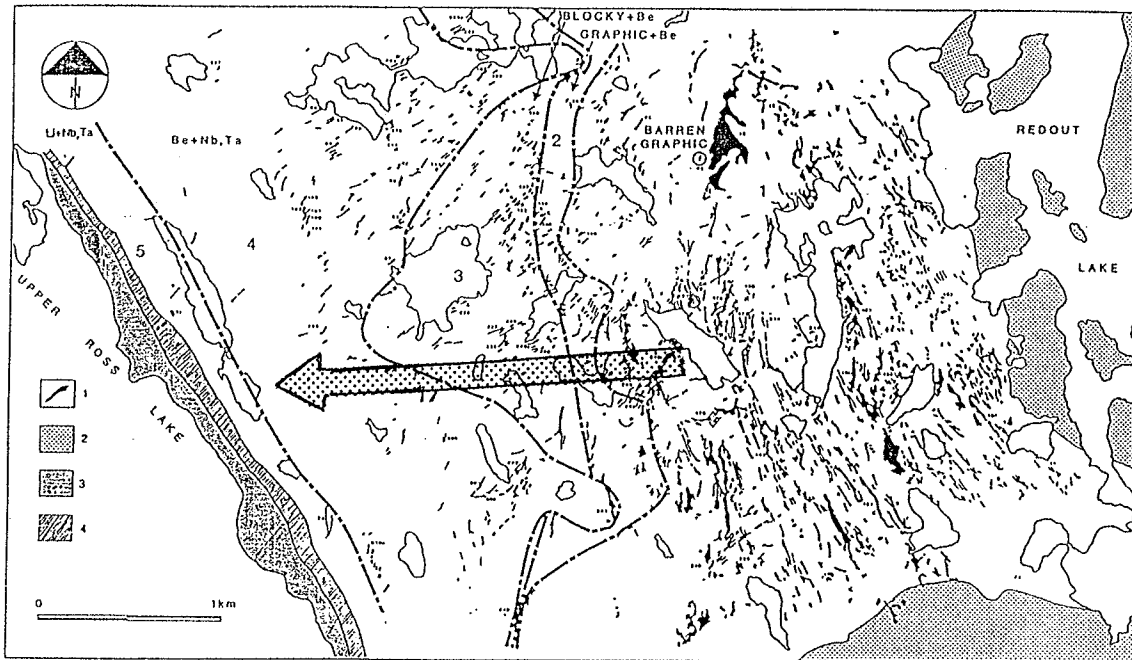 BLOCKY+Be
GRAPHIC+Be
N
Li+Nb,Ta
Be+Nb,Ta
BARREN
GRAPHIC
1
REDOUT
LAKE
2
1
4
5
3
UPPER
ROSS
LAKE
1
2
3
4
0 1km